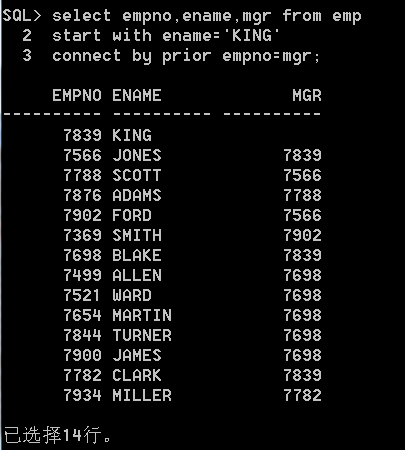 SQL> select empno,ename,mgr from emp
  2  start with ename='KING'
  3  connect by prior empno=mgr;
     EMPNO ENAME             MGR
---------- ---------- ----------
      7839 KING
      7566 JONES            7839
      7788 SCOTT            7566
      7876 ADAMS            7788
      7902 FORD             7566
      7369 SMITH            7902
      7698 BLAKE            7839
      7499 ALLEN            7698
      7521 WARD             7698
      7654 MARTIN           7698
      7844 TURNER           7698
      7900 JAMES            7698
      7782 CLARK            7839
      7934 MILLER           7782
已选择14行。